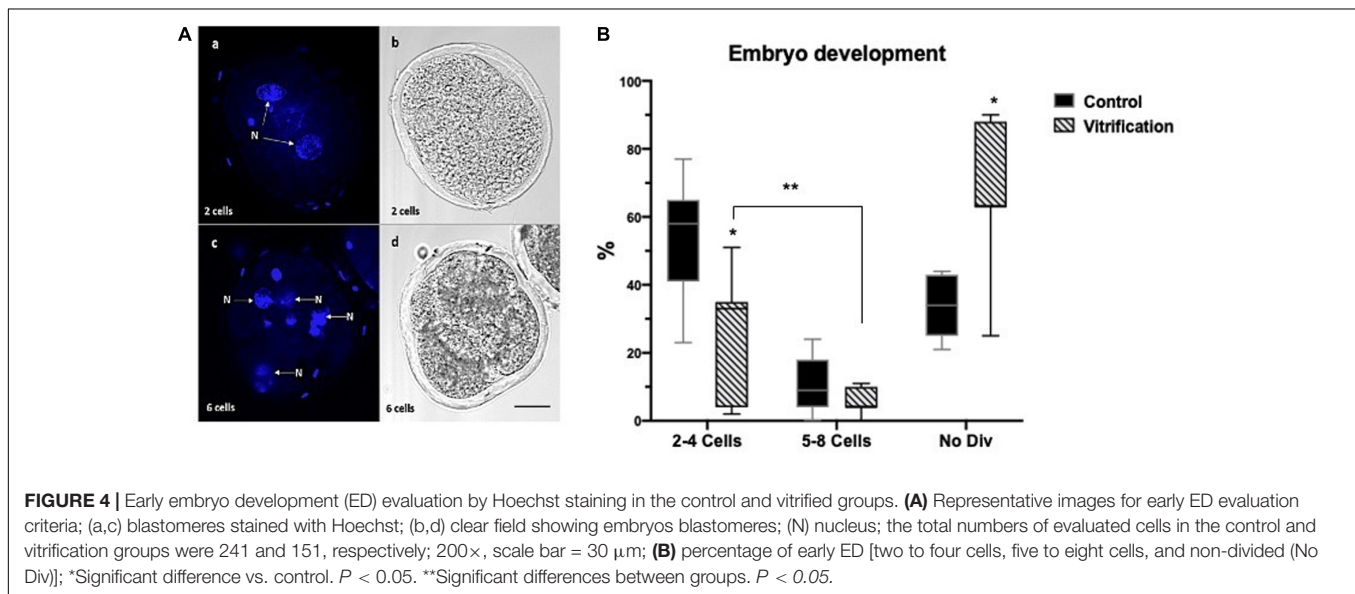 A
a
N
2 cells
b
2 cells
c
N
N
N
N
6 cells
d
6 cells
B
Embryo development
Control
Vitrification
%
100
80
60
40
20
0
*
**
*
2-4 Cells
5-8 Cells
No Div
FIGURE 4 | Early embryo development (ED) evaluation by Hoechst staining in the control and vitrified groups. (A) Representative images for early ED evaluation
criteria; (a,c) blastomeres stained with Hoechst; (b,d) clear field showing embryos blastomeres; (N) nucleus; the total numbers of evaluated cells in the control and
vitrification groups were 241 and 151, respectively; 200×, scale bar = 30 μm; (B) percentage of early ED [two to four cells, five to eight cells, and non-divided (No
Div)]; *Significant difference vs. control. P < 0.05. **Significant differences between groups. P < 0.05.